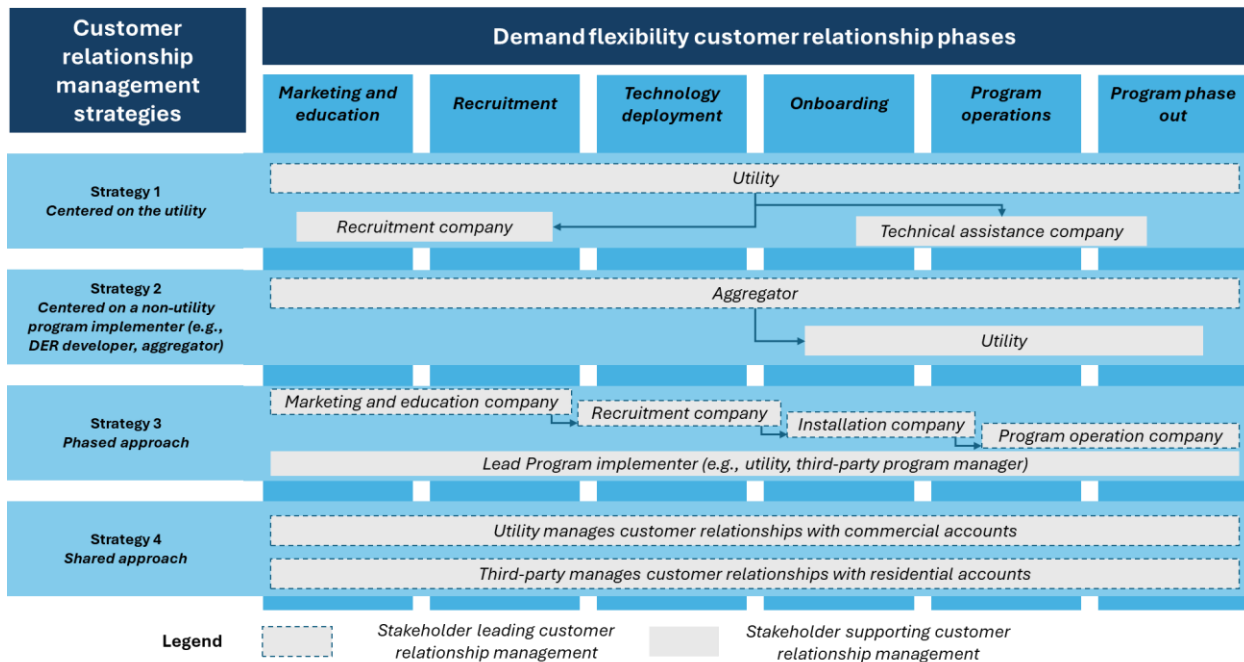 Customer
relationship
management
strategies
Demand flexibility customer relationship phases
Marketing and
education
Recruitment
Technology
deployment
Onboarding
Program
operations
Program phase
out
Strategy 1
Centered on the utility
Utility
Recruitment company
Technical assistance company
Strategy 2
Centered on a non-utility
program implementer (e.g.,
DER developer, aggregator)
Aggregator
Utility
Strategy 3
Phased approach
Marketing and education company
Recruitment company
Installation company
Program operation company
Lead Program implementer (e.g., utility, third-party program manager)
Strategy 4
Shared approach
Utility manages customer relationships with commercial accounts
Third-party manages customer relationships with residential accounts
Legend
Stakeholder leading customer
relationship management
Stakeholder supporting customer
relationship management